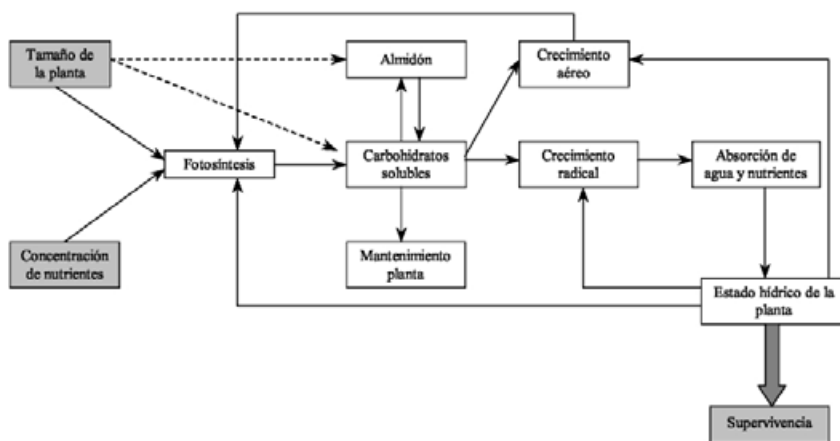 Tamaño de
la planta
Almidón
Crecimiento
aéreo
Fotosíntesis
Carbohidratos
solubles
Crecimiento
radical
Absorción de
agua y nutrientes
Concentración
de nutrientes
Mantenimiento
planta
Estado hídrico de la
planta
Supervivencia